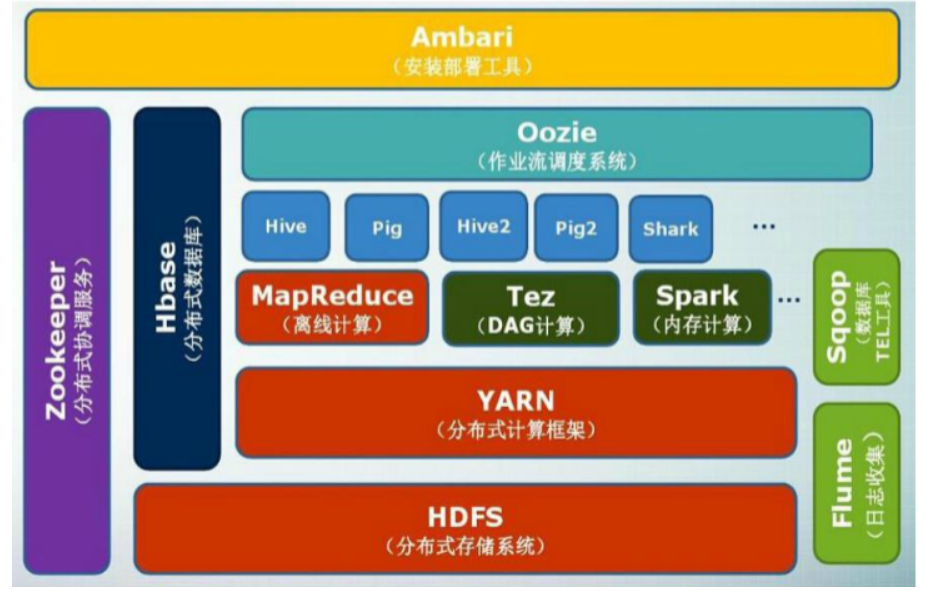 Ambari
（安装部署工具）
Zookeeper
（分布式协调服务）
Hbase
（分布式数据库）
Oozie
（作业流调度系统）
Hive
Pig
Hive2
Pig2
Shark
...
MapReduce
（离线计算）
Tez
（DAG计算）
Spark
（内存计算）
...
YARN
（分布式计算框架）
HDFS
（分布式存储系统）
Sqoop
（数据库
TEL工具）
Flume
（日志收集）